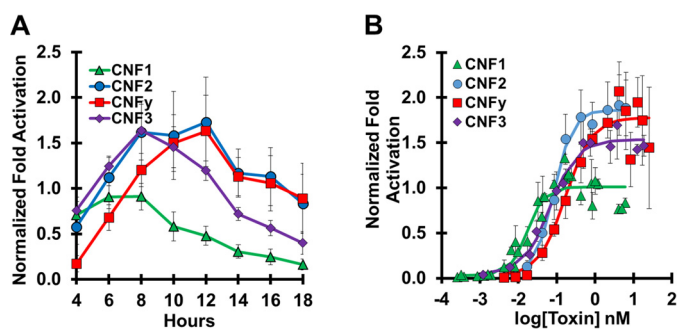 A
Normalized Fold Activation
2.5
2.0
1.5
1.0
0.5
0.0
CNF1
CNF2
CNFy
CNF3
4 6 8 10 12 14 16 18
Hours
B
Normalized Fold
Activation
2.5
2.0
1.5
1.0
0.5
0.0
CNF1
CNF2
CNFy
CNF3
-4 -3 -2 -1 0 1 2
log[Toxin] nM